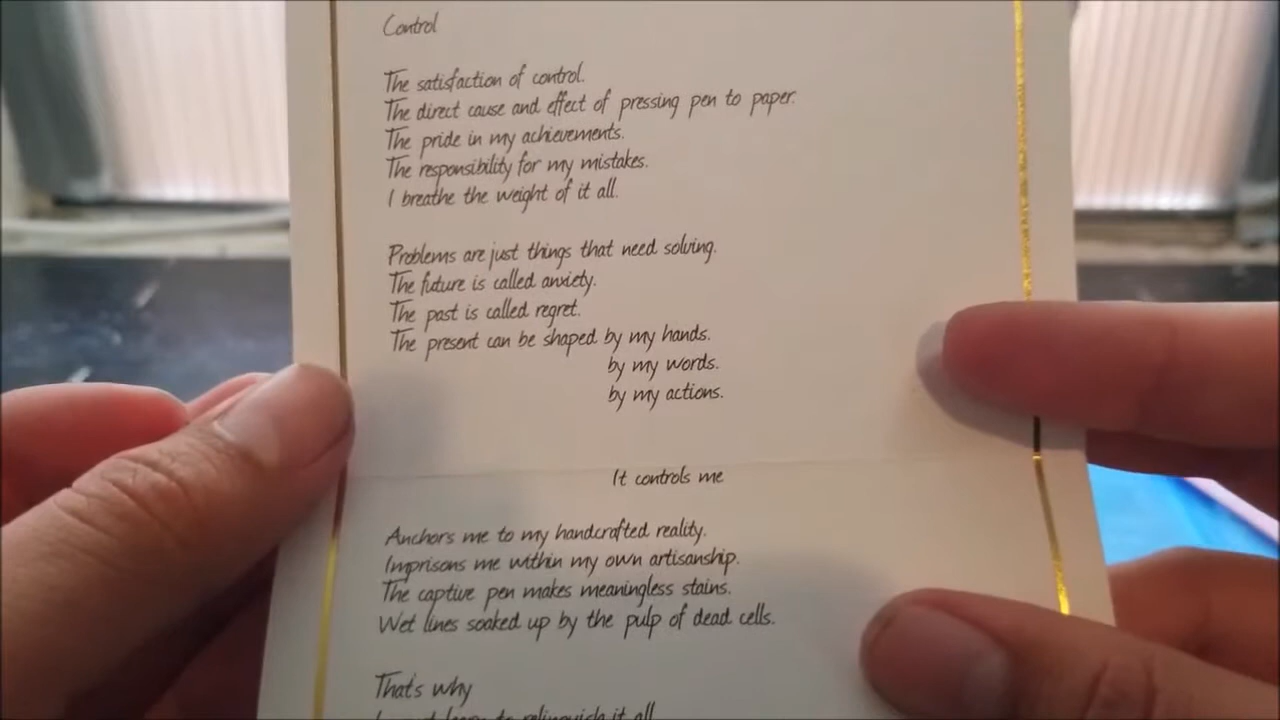 Control
The satisfaction of control.
The direct cause and effect of pressing pen to paper.
The pride in my achievements.
The responsibility for my mistakes.
I breathe the weight of it all.
Problems are just things that need solving.
The future is called anxiety.
The past is called regret.
The present can be shaped by my hands.
by my words.
by my actions.
It controls me
Anchors me to my handcrafted reality.
Imprisons me within my own artisanship.
The captive pen makes meaningless stains.
Wet lines soaked up by the pulp of dead cells.
That's why
to relinquish it all